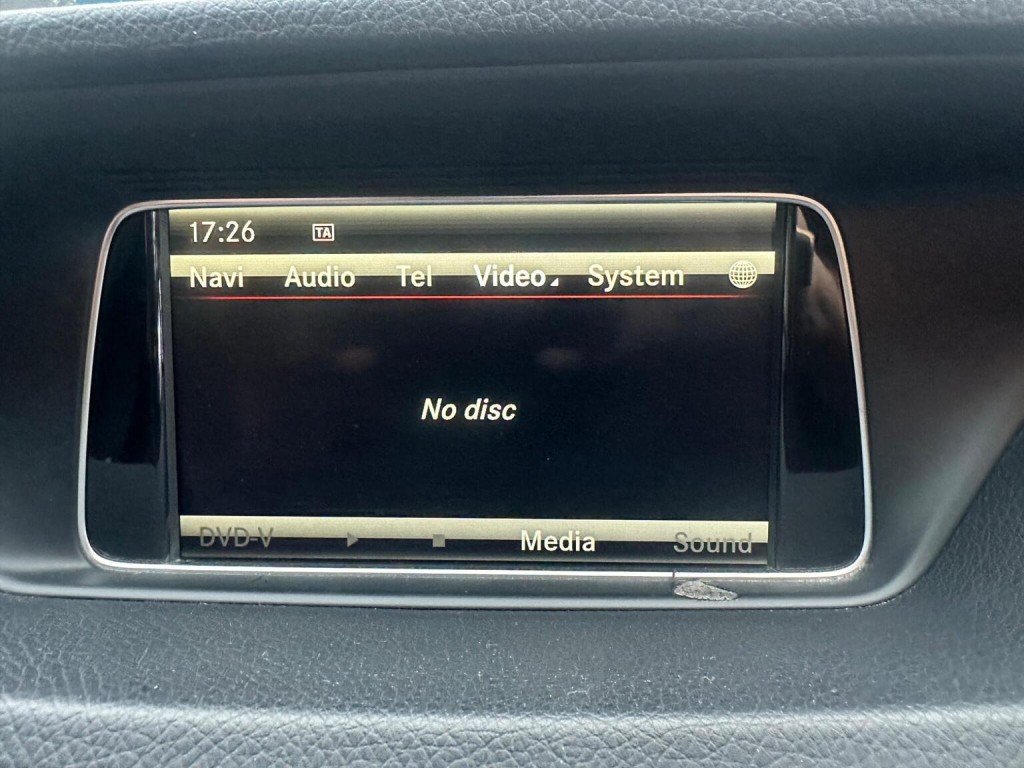 17:26 TA
Navi Audio Tel Video System
No disc
DVD-V Media Sound